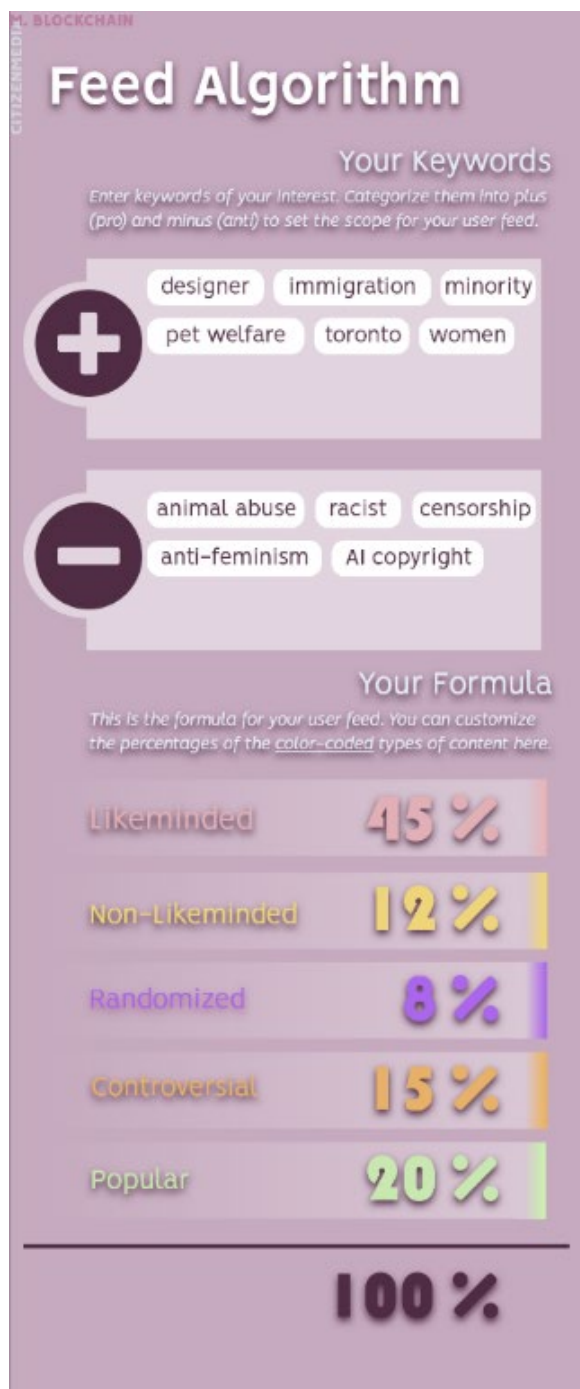 M. BLOCKCHAIN
CITIZENMEDIA
Feed Algorithm
Your Keywords
Enter keywords of your interest. Categorize them into plus
(pro) and minus (anti) to set the scope for your user feed.
designer immigration minority
pet welfare toronto women
animal abuse racist censorship
anti-feminism AI copyright
Your Formula
This is the formula for your user feed. You can customize
the percentages of the color-coded types of content here.
Likeminded 45%
Non-Likeminded 12%
Randomized 8%
Controversial 15%
Popular 20%
100%